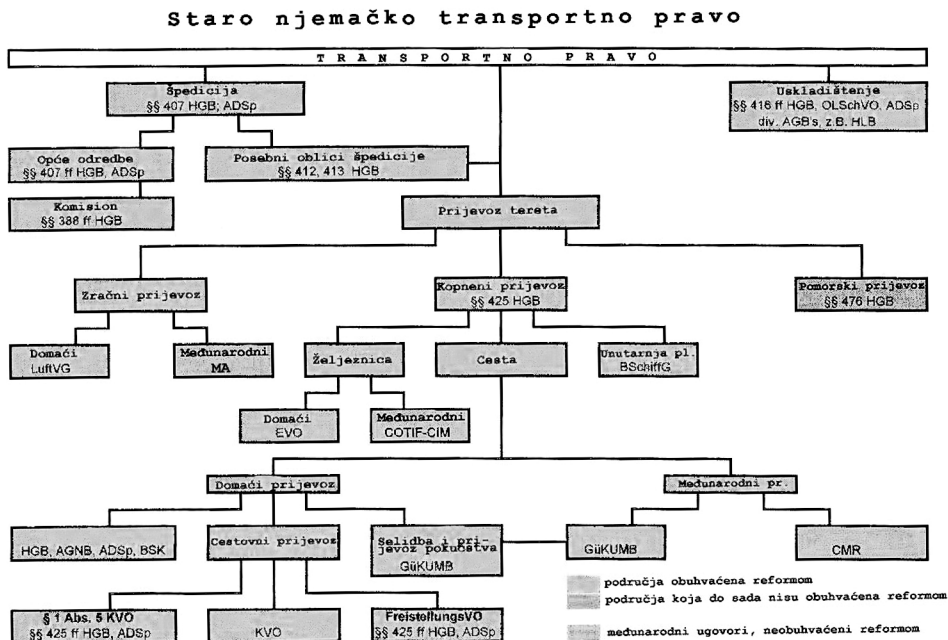 Staro njemačko transportno pravo
TRANSPORTNO PRAVO
Špedicija
§§ 407 HGB; ADSp
Uskladištenje
§§ 416 ff HGB, OLSchVO, ADSp
div. AGB's, z.B. HLB
Opće odredbe
§§ 407 ff HGB, ADSp
Posebni oblici špedicije
§§ 412, 413 HGB
Komision
§§ 388 ff HGB
Prijevoz tereta
Zračni prijevoz
Kopneni prijevoz
§§ 425 HGB
Pomorski prijevoz
§§ 476 HGB
Domaći
LuftVG
Međunarodni
MA
Željeznica
Cesta
Unutarnja pl.
BSchiffG
Domaći
EVO
Međunarodni
COTIF-CIM
Domaći prijevoz
Međunarodni pr.
HGB, AGNB, ADSp, BSK
Cestovni prijevoz
Selidba i pri-
jevoz pokućstva
GüKUMB
GüKUMB
CMR
§ 1 Abs. 5 KVO
§§ 425 ff HGB, ADSp
KVO
FreistellungsVO
§§ 425 ff HGB, ADSp
područja obuhvaćena reformom
područja koja do sada nisu obuhvaćena reformom
međunarodni ugovori, neobuhvaćeni reformom